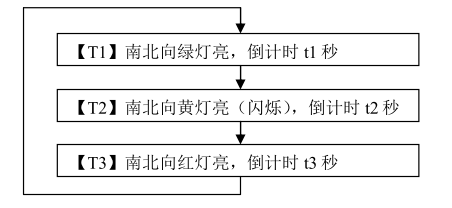 【T1】南北向绿灯亮，倒计时 t1 秒
【T2】南北向黄灯亮（闪烁），倒计时 t2 秒
【T3】南北向红灯亮，倒计时 t3 秒